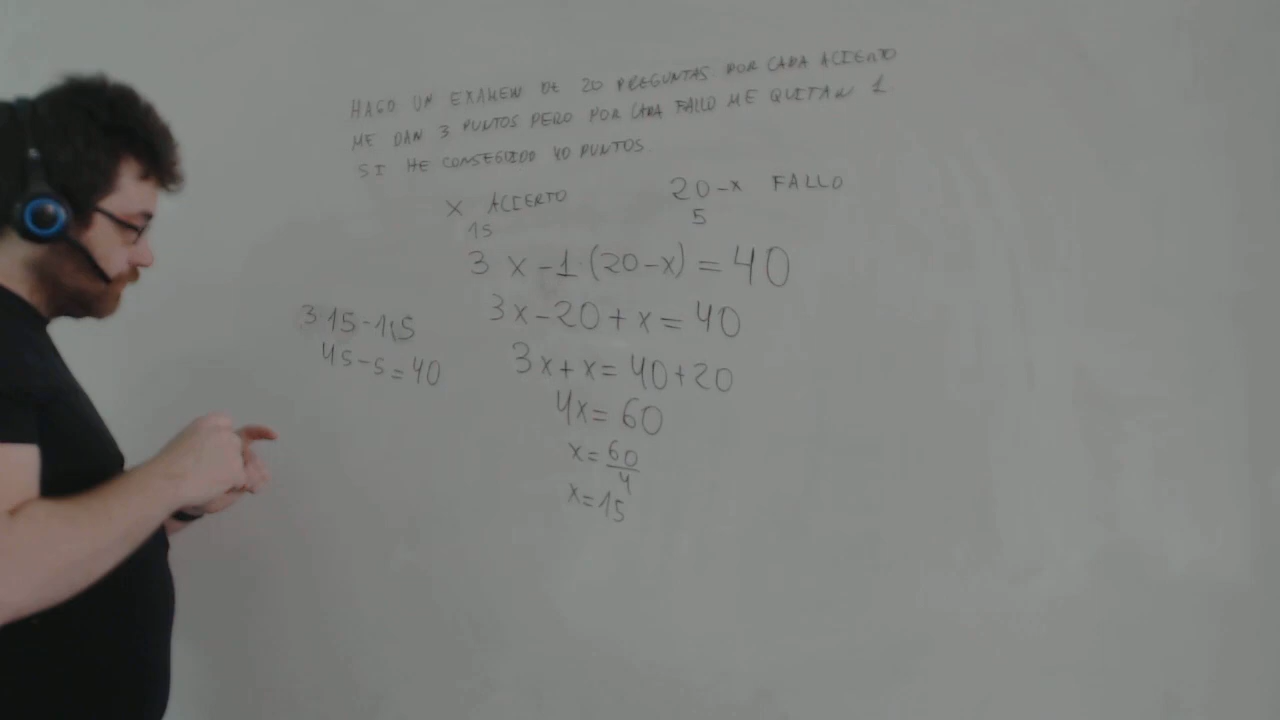 HAGO UN EXAMEN DE 20 PREGUNTAS POR CADA ACIERTO
ME DAN 3 PUNTOS PERO POR CADA FALLO ME QUITAN 1
SI HE CONSEGUIDO 40 PUNTOS
X ACIERTO 20-x FALLO
15 5
3 x -1·(20-x) = 40
3x-20+x = 40
3x+x = 40+20
4x = 60
x = 60/4
x = 15
3·15-1·5
45-5 = 40